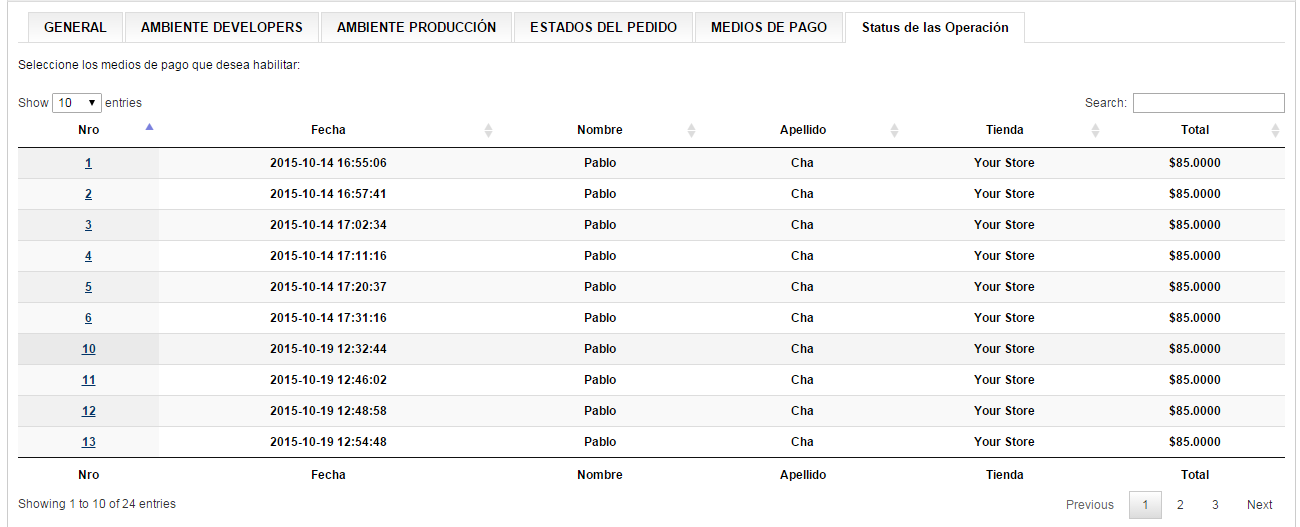 GENERAL AMBIENTE DEVELOPERS AMBIENTE PRODUCCIÓN ESTADOS DEL PEDIDO MEDIOS DE PAGO Status de las Operación
Seleccione los medios de pago que desea habilitar:
Show 10 entries Search:
Nro Fecha Nombre Apellido Tienda Total
1 2015-10-14 16:55:06 Pablo Cha Your Store $85.0000
2 2015-10-14 16:57:41 Pablo Cha Your Store $85.0000
3 2015-10-14 17:02:34 Pablo Cha Your Store $85.0000
4 2015-10-14 17:11:16 Pablo Cha Your Store $85.0000
5 2015-10-14 17:20:37 Pablo Cha Your Store $85.0000
6 2015-10-14 17:31:16 Pablo Cha Your Store $85.0000
10 2015-10-19 12:32:44 Pablo Cha Your Store $85.0000
11 2015-10-19 12:46:02 Pablo Cha Your Store $85.0000
12 2015-10-19 12:48:58 Pablo Cha Your Store $85.0000
13 2015-10-19 12:54:48 Pablo Cha Your Store $85.0000
Nro Fecha Nombre Apellido Tienda Total
Showing 1 to 10 of 24 entries Previous 1 2 3 Next